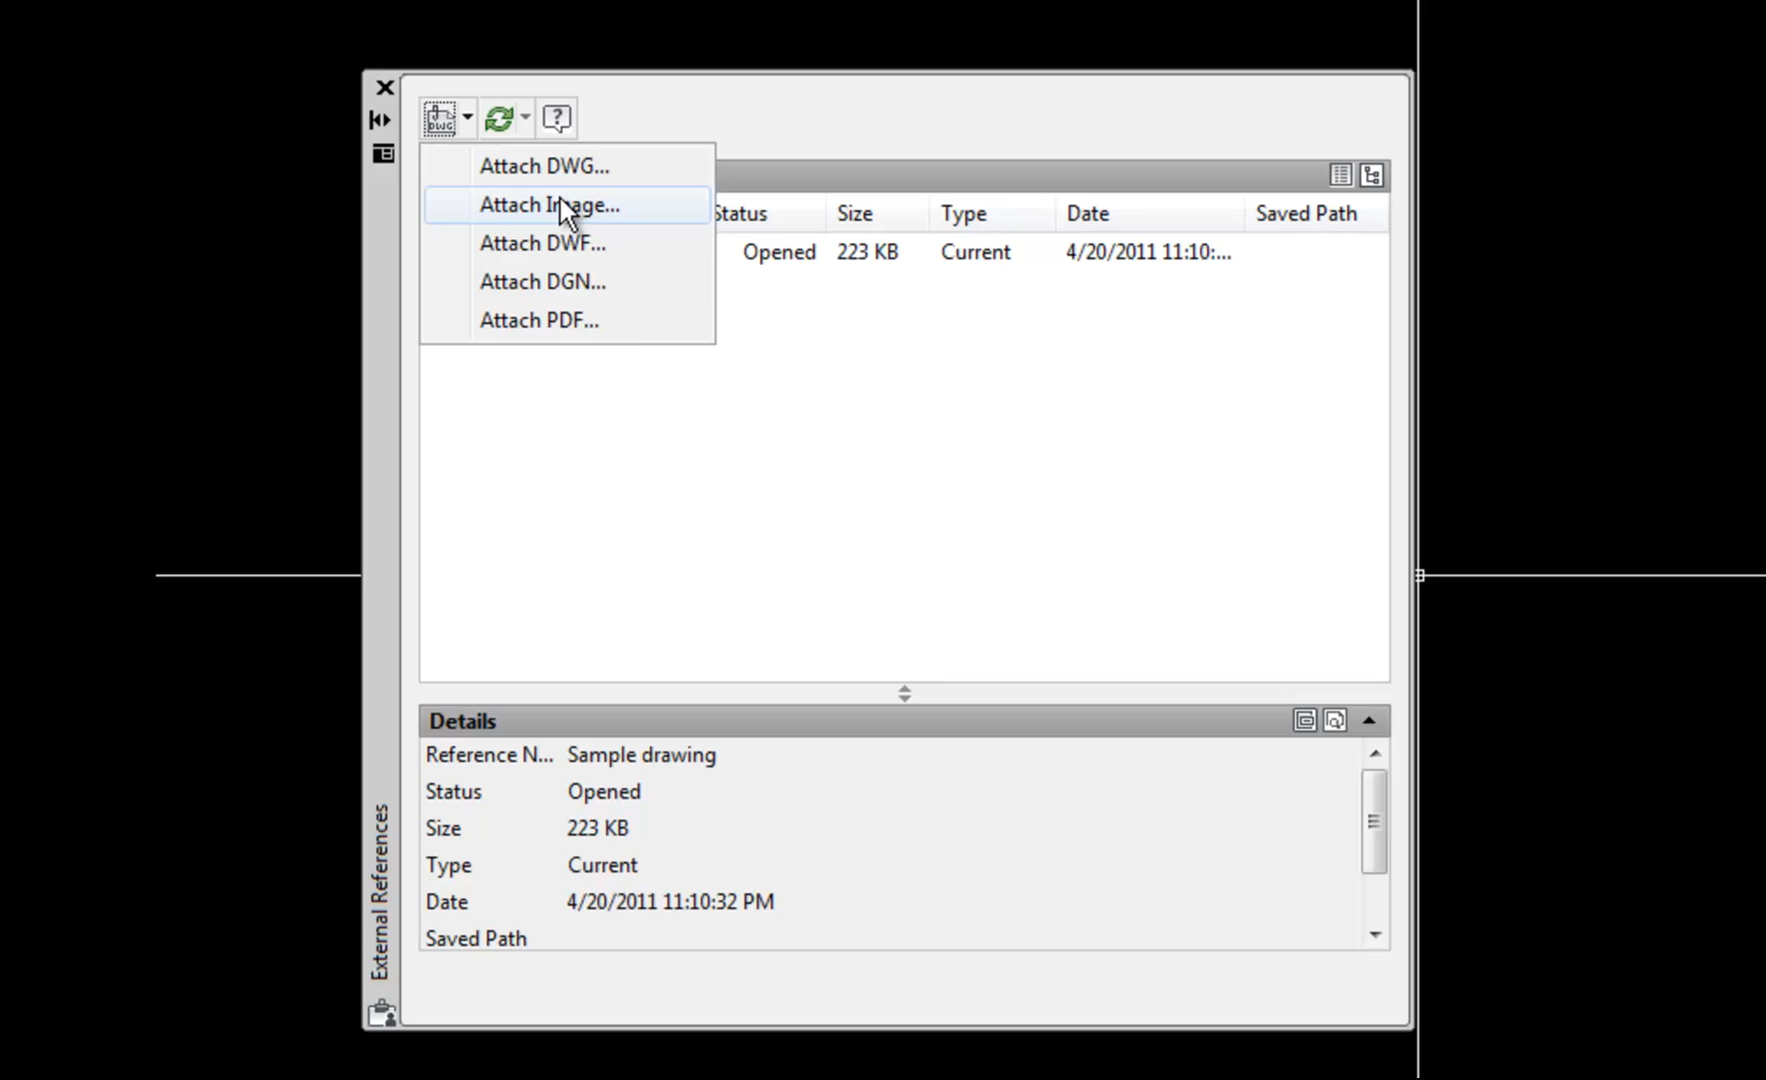 DWG
?
Attach DWG...
Attach Image...
Attach DWF...
Attach DGN...
Attach PDF...
Status Size Type Date Saved Path
Opened 223 KB Current 4/20/2011 11:10:...
Details
Reference N... Sample drawing
Status Opened
Size 223 KB
Type Current
Date 4/20/2011 11:10:32 PM
Saved Path
External References